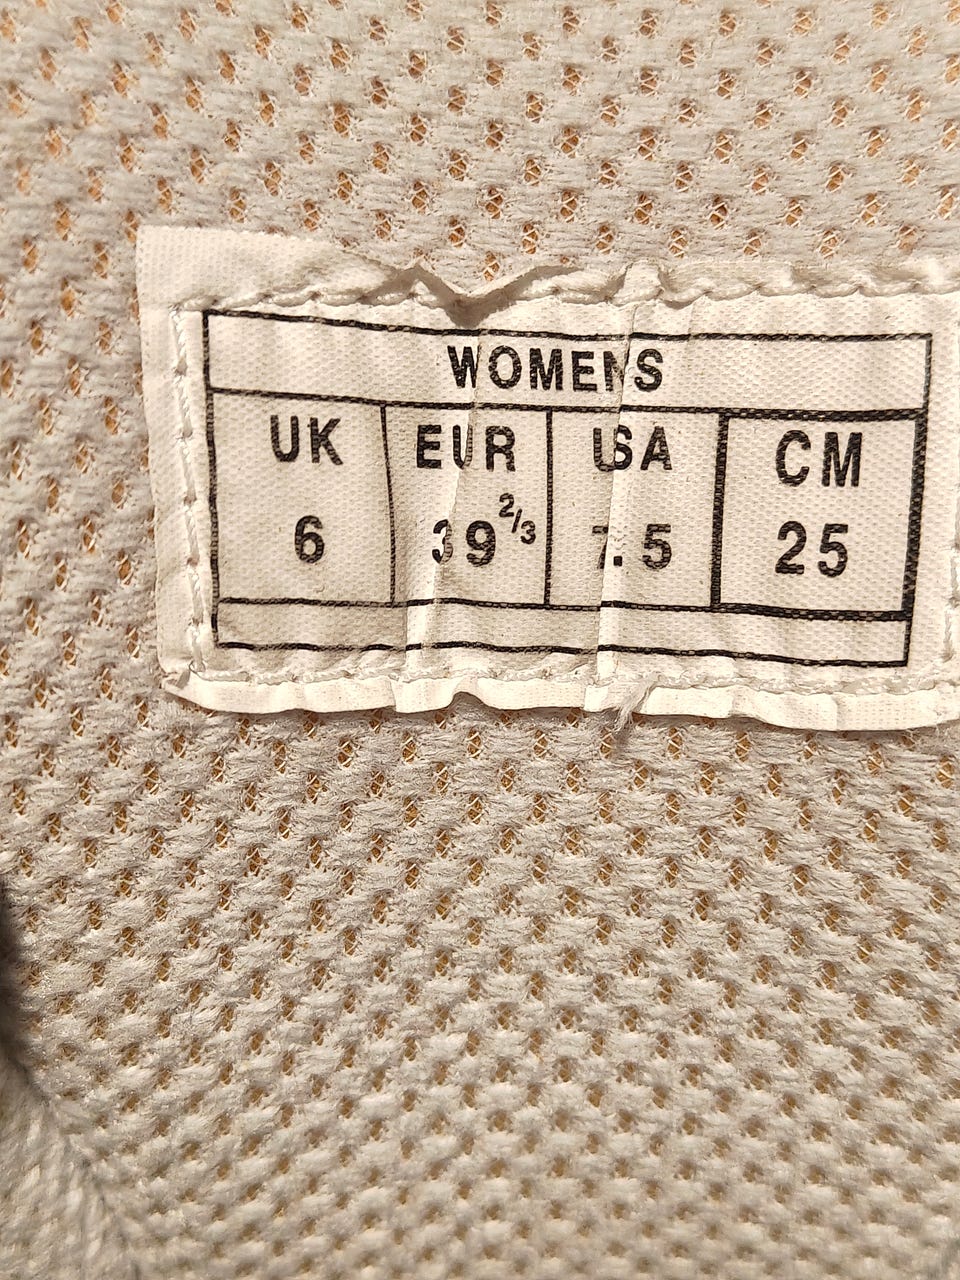 WOMENS
UK EUR USA CM
6 39 2/3 7.5 25